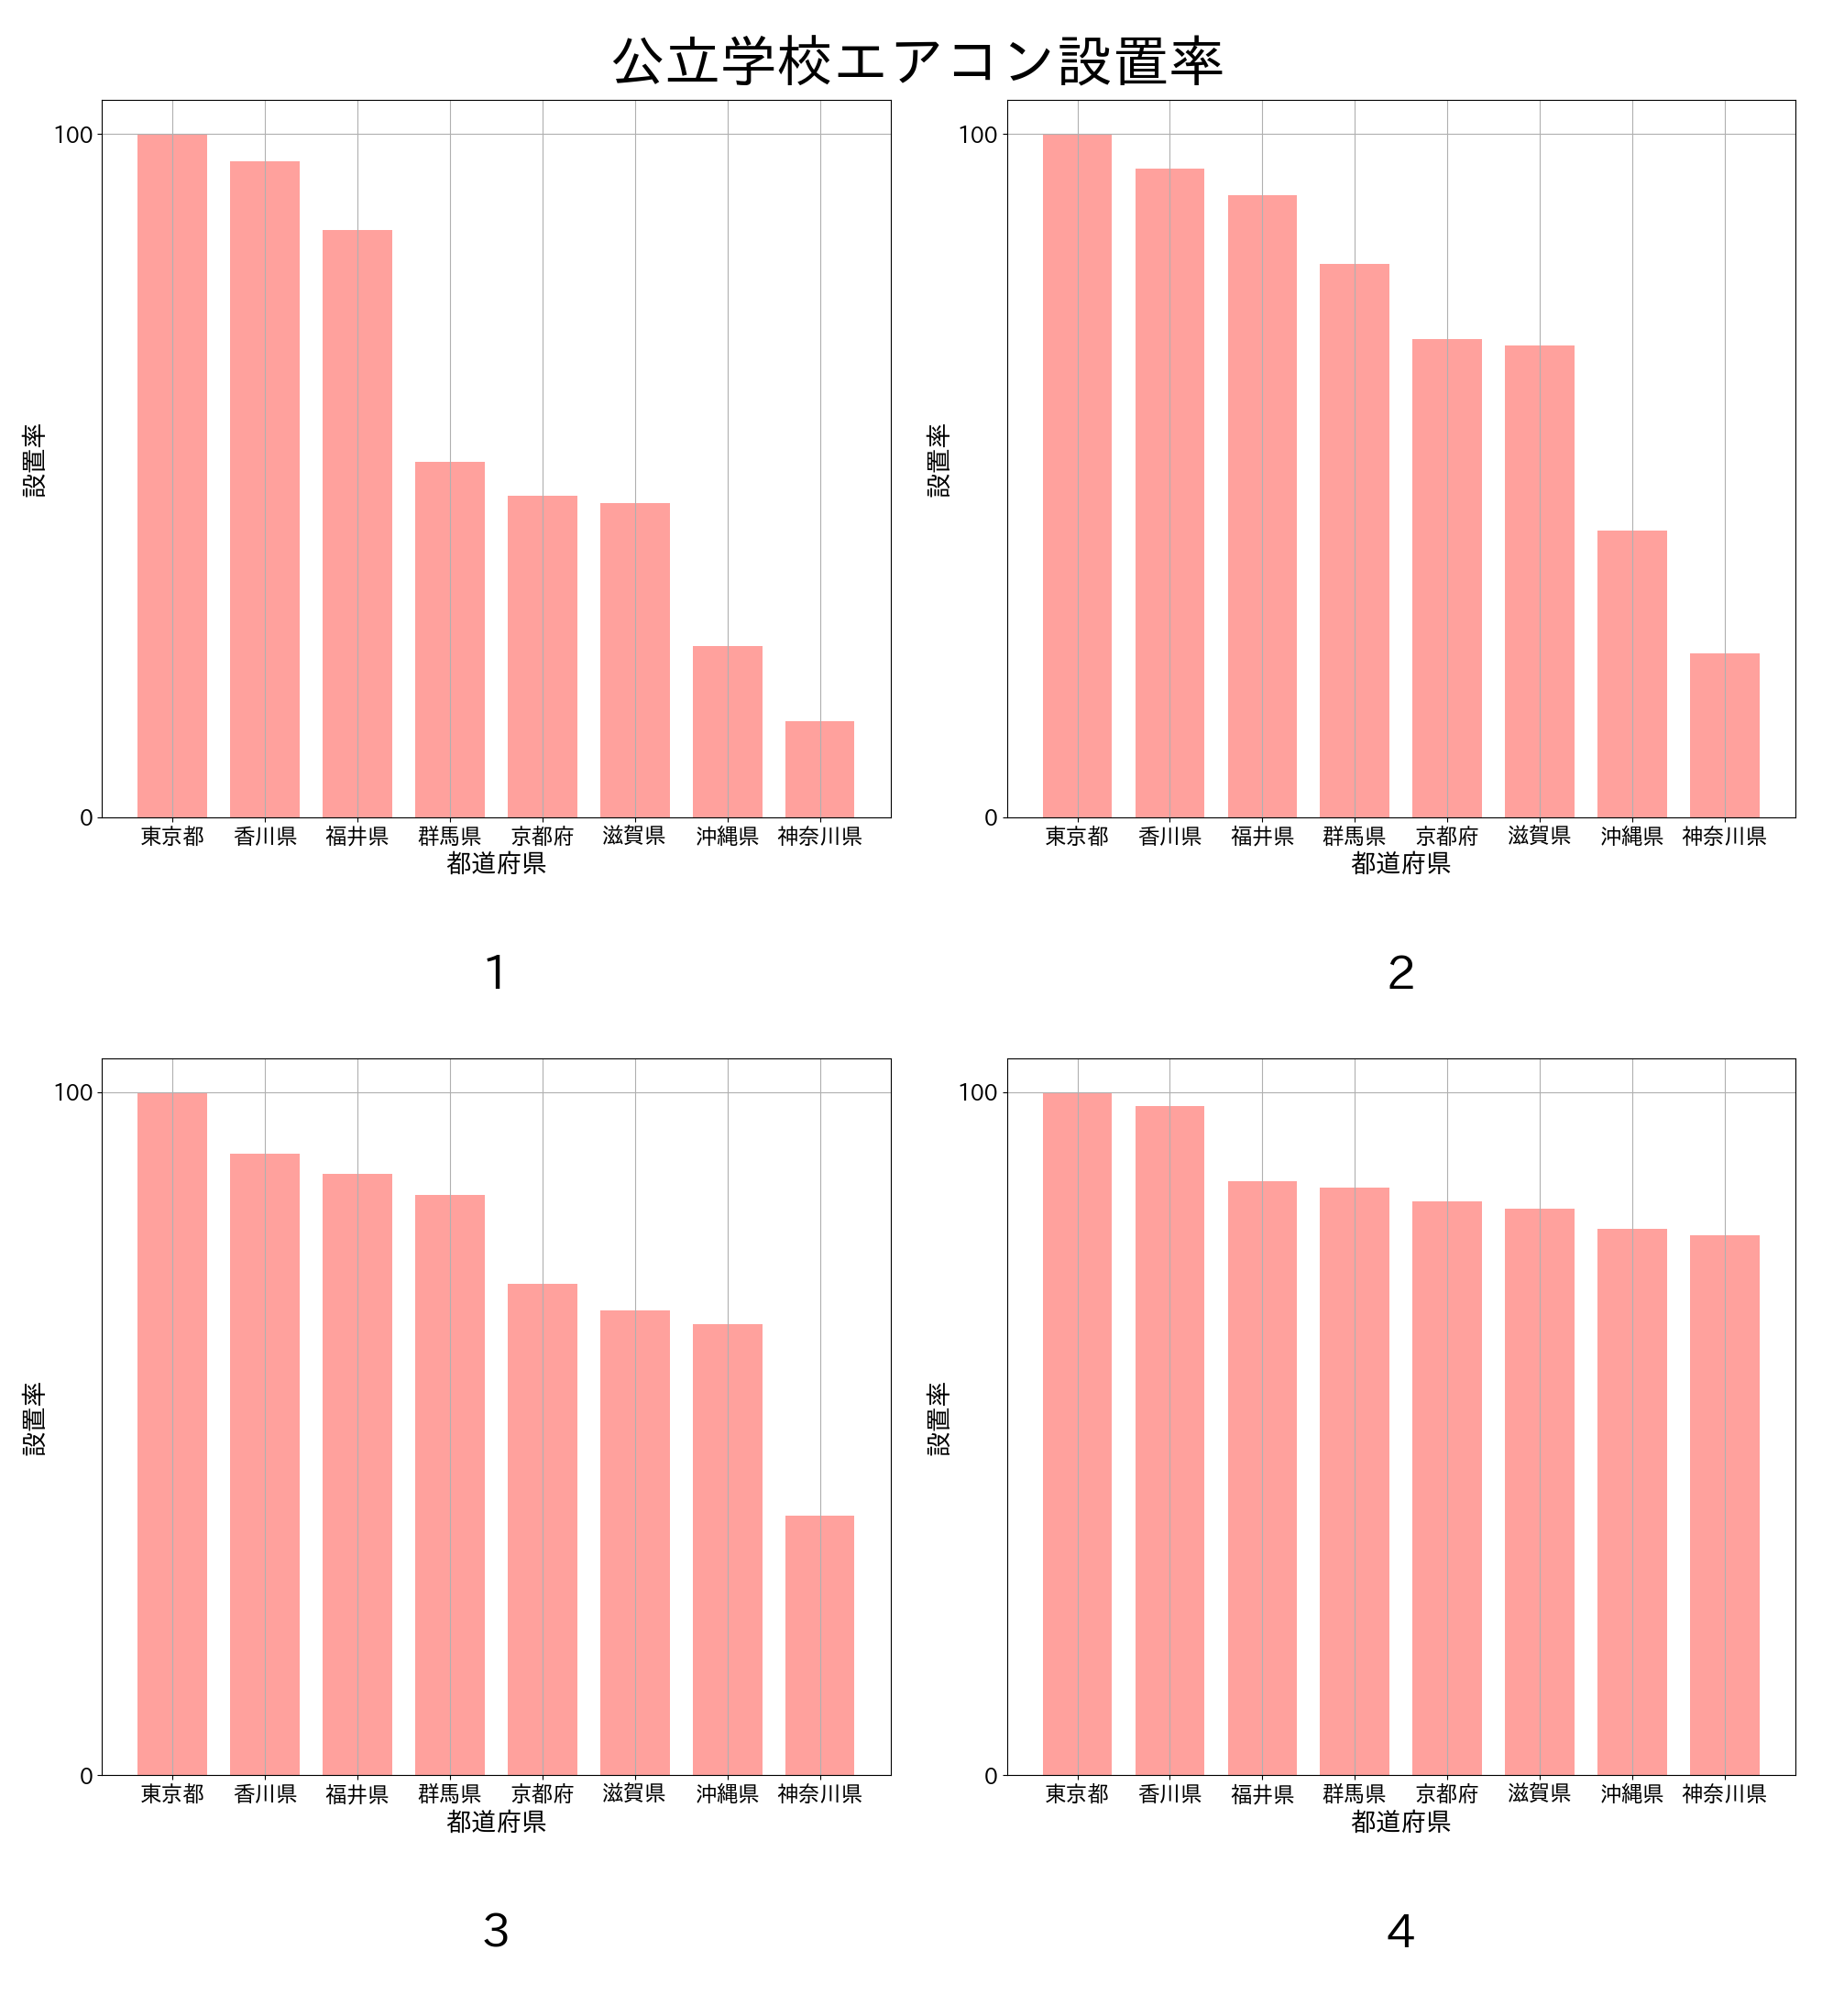 公立学校エアコン設置率
100
設置率
0
東京都 香川県 福井県 群馬県 京都府 滋賀県 沖縄県 神奈川県
都道府県
1
100
設置率
0
東京都 香川県 福井県 群馬県 京都府 滋賀県 沖縄県 神奈川県
都道府県
2
100
設置率
0
東京都 香川県 福井県 群馬県 京都府 滋賀県 沖縄県 神奈川県
都道府県
3
100
設置率
0
東京都 香川県 福井県 群馬県 京都府 滋賀県 沖縄県 神奈川県
都道府県
4